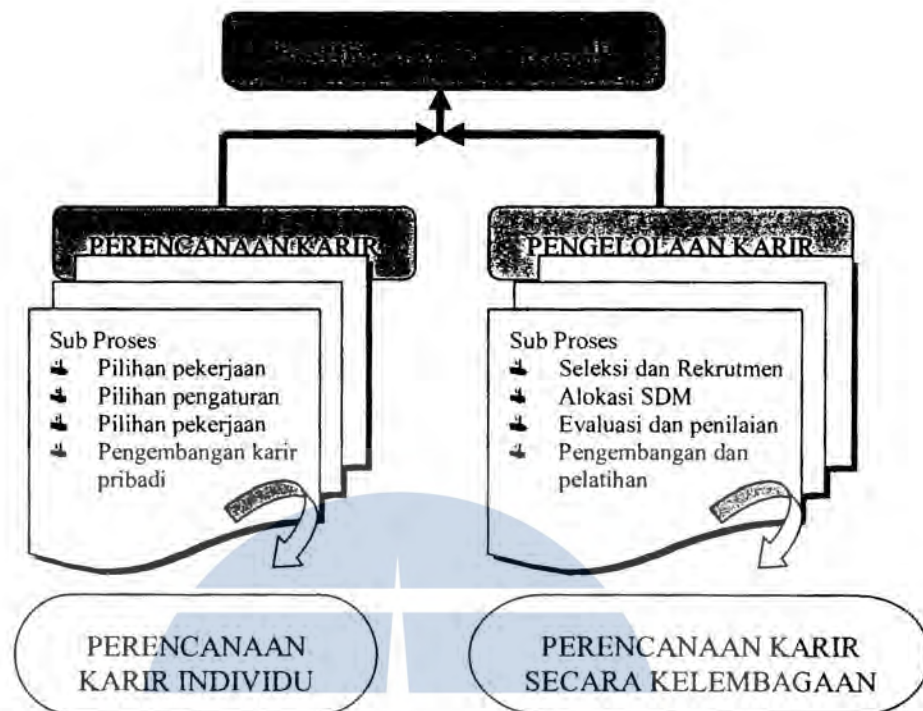 PERENCANAAN KARIR
Sub Proses
Pilihan pekerjaan
Pilihan pengaturan
Pilihan pekerjaan
Pengembangan karir
pribadi
PERENCANAAN
KARIR INDIVIDU
PENGELOLAAN KARIR
Sub Proses
Seleksi dan Rekrutmen
Alokasi SDM
Evaluasi dan penilaian
Pengembangan dan
pelatihan
PERENCANAAN KARIR
SECARA KELEMBAGAAN